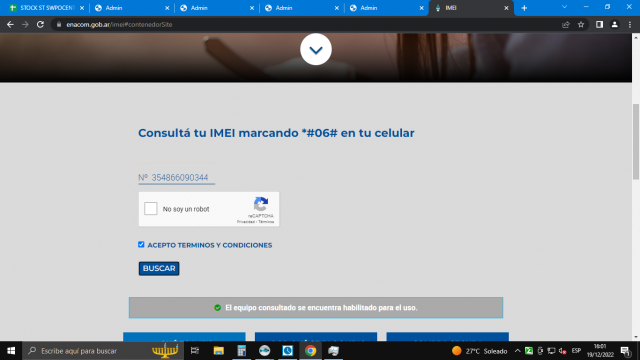 STOCK ST SWPOCENT
Admin
Admin
Admin
Admin
IMEI
enacom.gob.ar/imei#contenedorSite
Consultá tu IMEI marcando *#06# en tu celular
Nº 354866090344
No soy un robot
reCAPTCHA
Privacidad - Términos
ACEPTO TERMINOS Y CONDICIONES
BUSCAR
El equipo consultado se encuentra habilitado para el uso.
Escribe aquí para buscar
27°C Soleado
ESP
16:01
19/12/2022